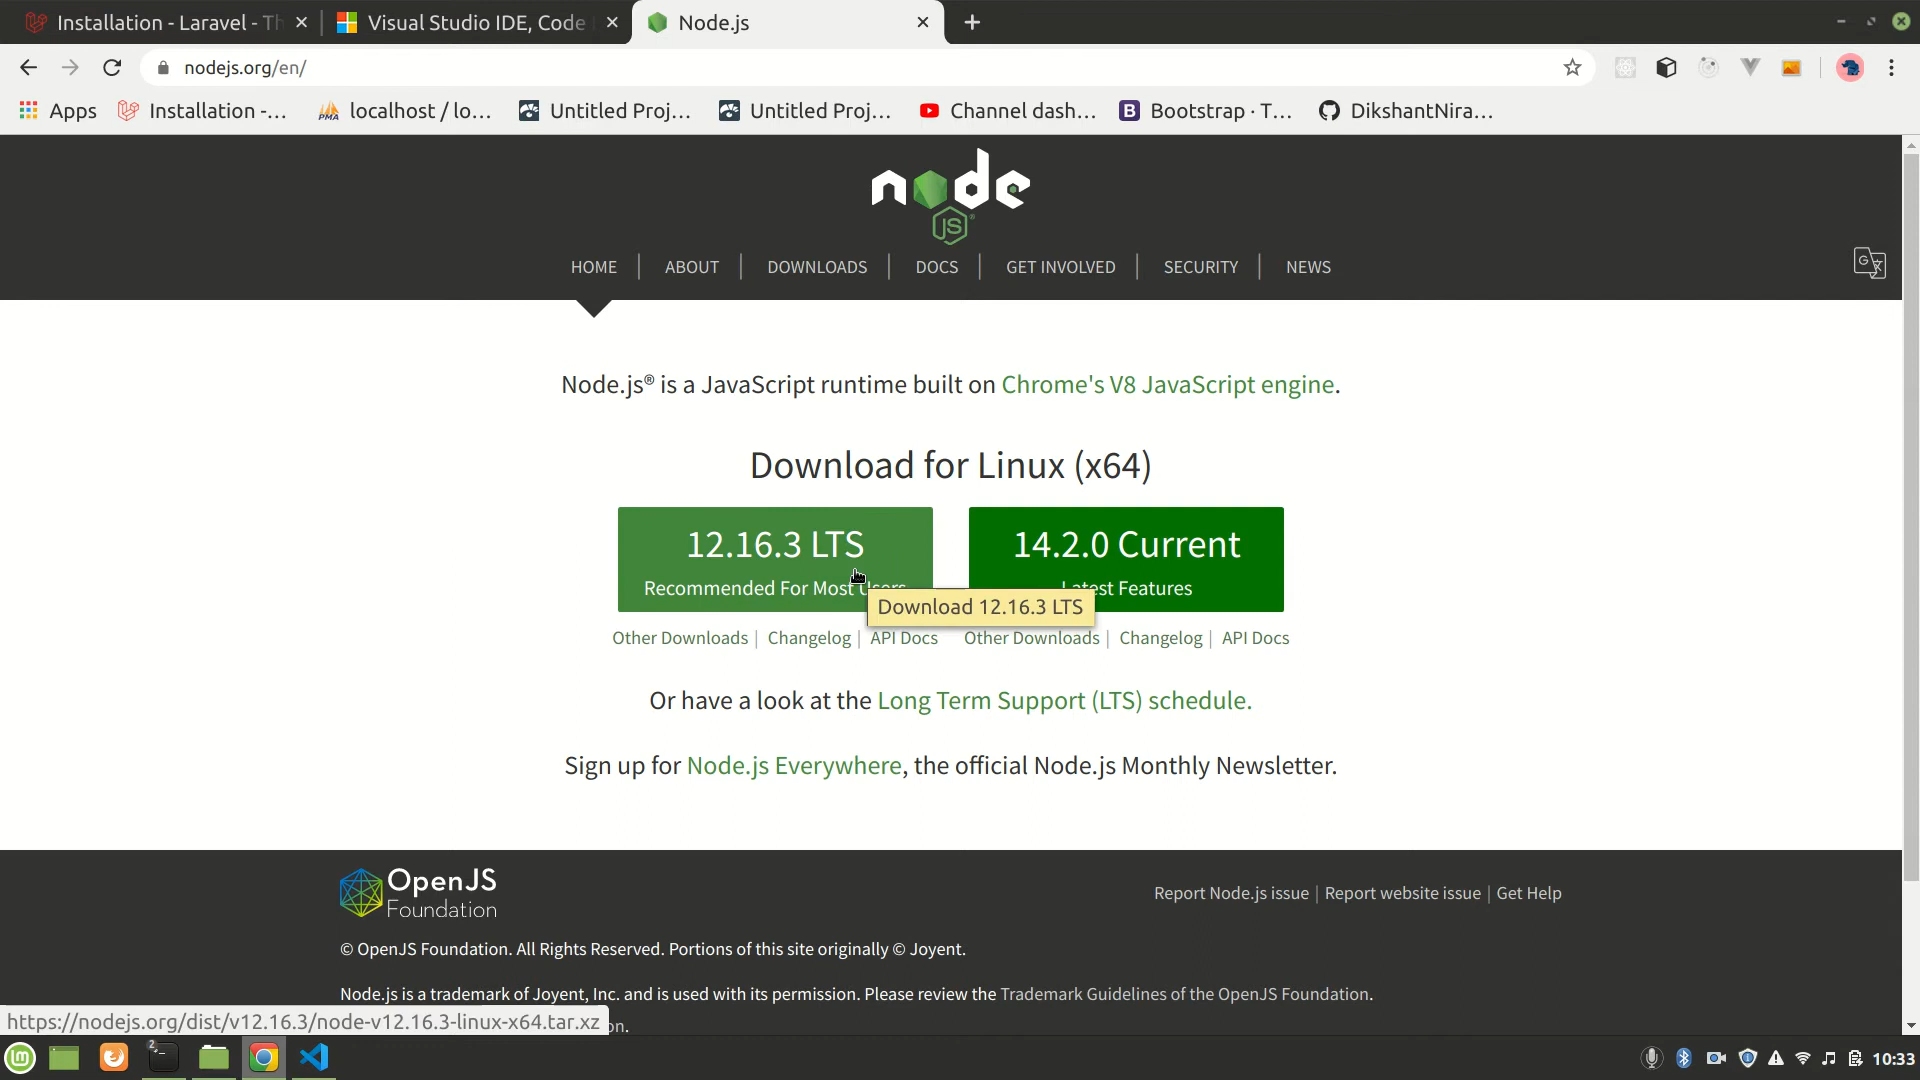 Installation - Laravel - Th
Visual Studio IDE, Code
Node.js
nodejs.org/en/
Apps
Installation -...
PMA
localhost / lo...
Untitled Proj...
Untitled Proj...
Channel dash...
B
Bootstrap · T...
DikshantNira...
node
JS
HOME
ABOUT
DOWNLOADS
DOCS
GET INVOLVED
SECURITY
NEWS
Node.js® is a JavaScript runtime built on Chrome's V8 JavaScript engine.
Download for Linux (x64)
12.16.3 LTS
Recommended For Most Users
14.2.0 Current
Latest Features
Download 12.16.3 LTS
Other Downloads | Changelog | API Docs
Other Downloads | Changelog | API Docs
Or have a look at the Long Term Support (LTS) schedule.
Sign up for Node.js Everywhere, the official Node.js Monthly Newsletter.
OpenJS
Foundation
Report Node.js issue | Report website issue | Get Help
© OpenJS Foundation. All Rights Reserved. Portions of this site originally © Joyent.
Node.js is a trademark of Joyent, Inc. and is used with its permission. Please review the Trademark Guidelines of the OpenJS Foundation.
https://nodejs.org/dist/v12.16.3/node-v12.16.3-linux-x64.tar.xz
on.
2
10:33